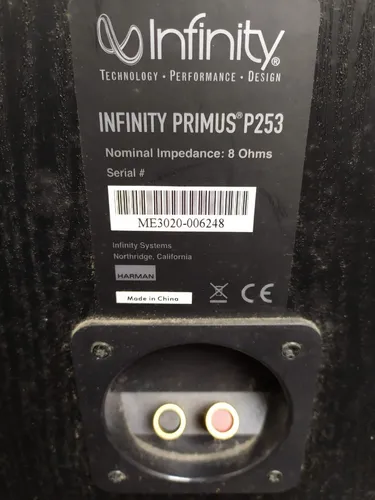 Infinity®
TECHNOLOGY • PERFORMANCE • DESIGN
INFINITY PRIMUS® P253
Nominal Impedance: 8 Ohms
Serial #
ME3020-006248
Infinity Systems
Northridge, California
HARMAN
Made in China
CE